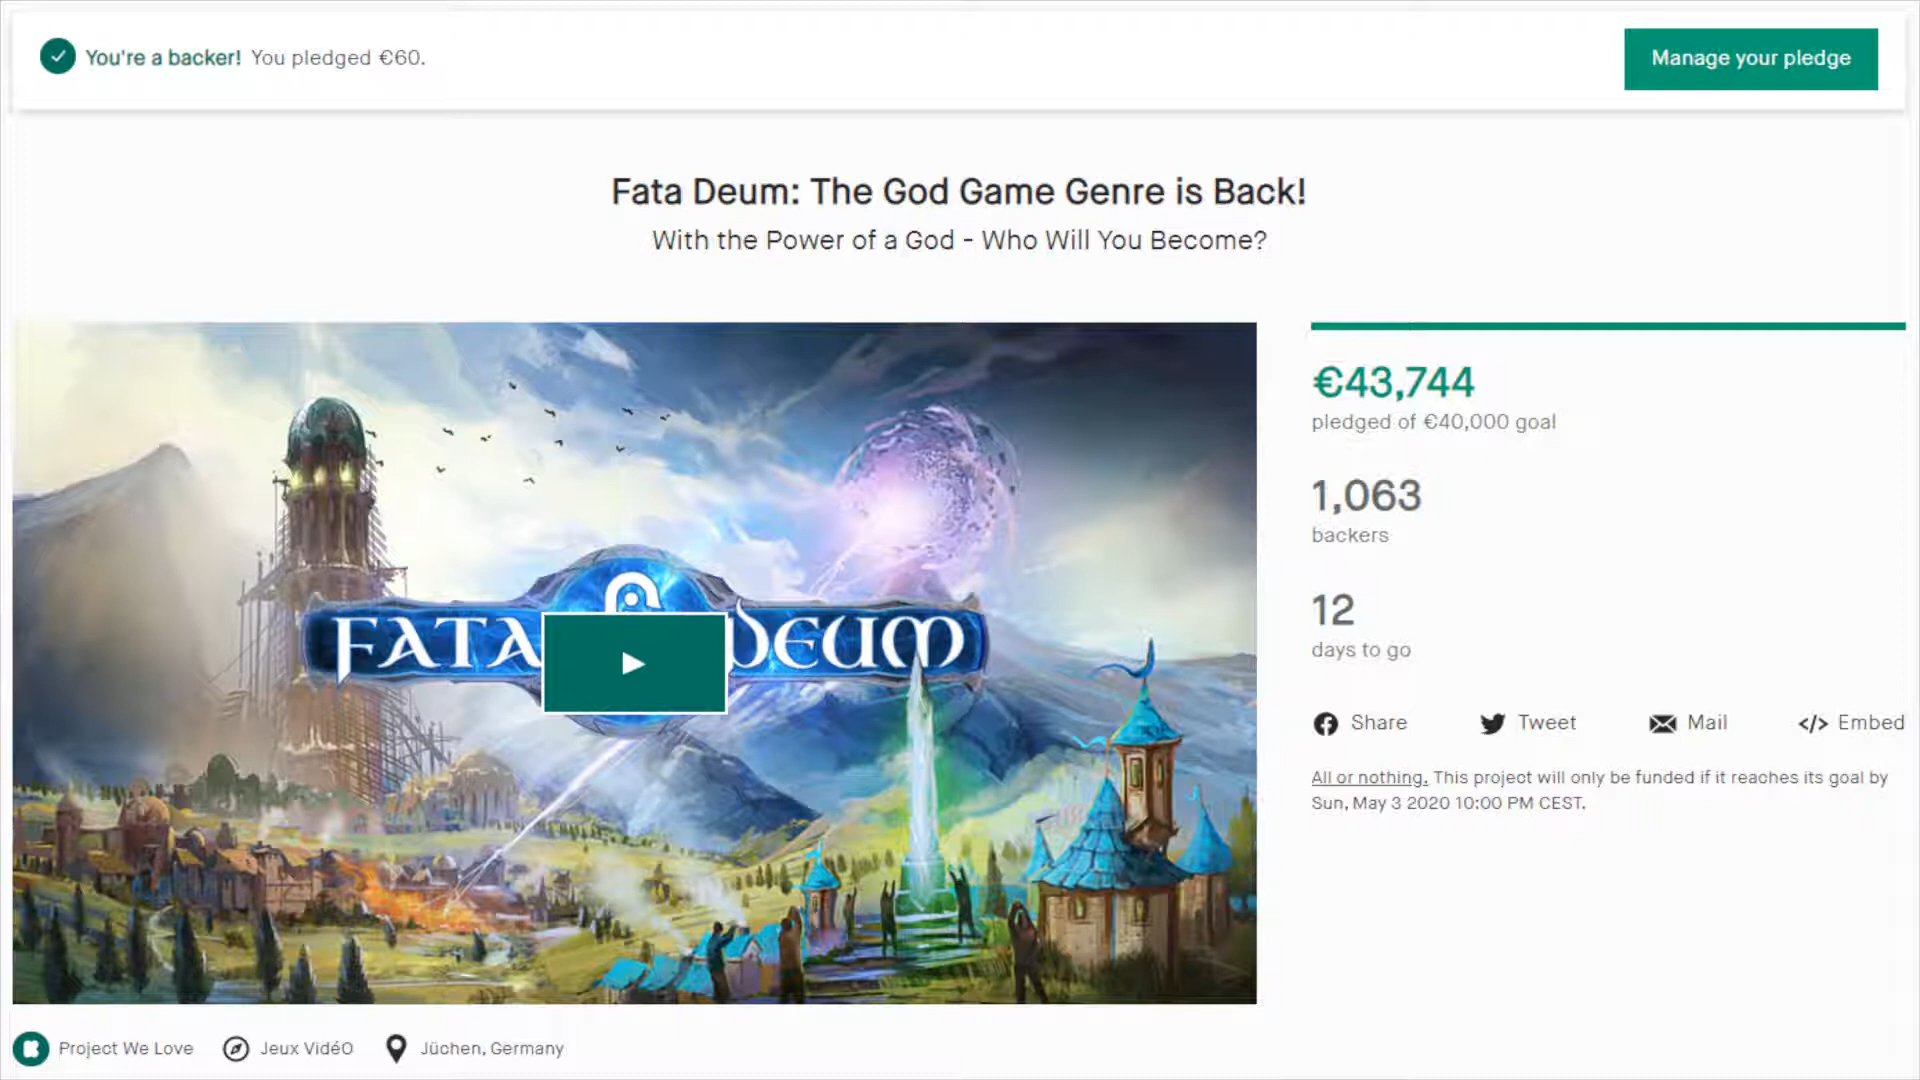 You're a backer! You pledged €60.
Manage your pledge
Fata Deum: The God Game Genre is Back!
With the Power of a God - Who Will You Become?
FATA DEUM
€43,744
pledged of €40,000 goal
1,063
backers
12
days to go
Share Tweet Mail </> Embed
All or nothing. This project will only be funded if it reaches its goal by
Sun, May 3 2020 10:00 PM CEST.
Project We Love Jeux VidéO Jüchen, Germany